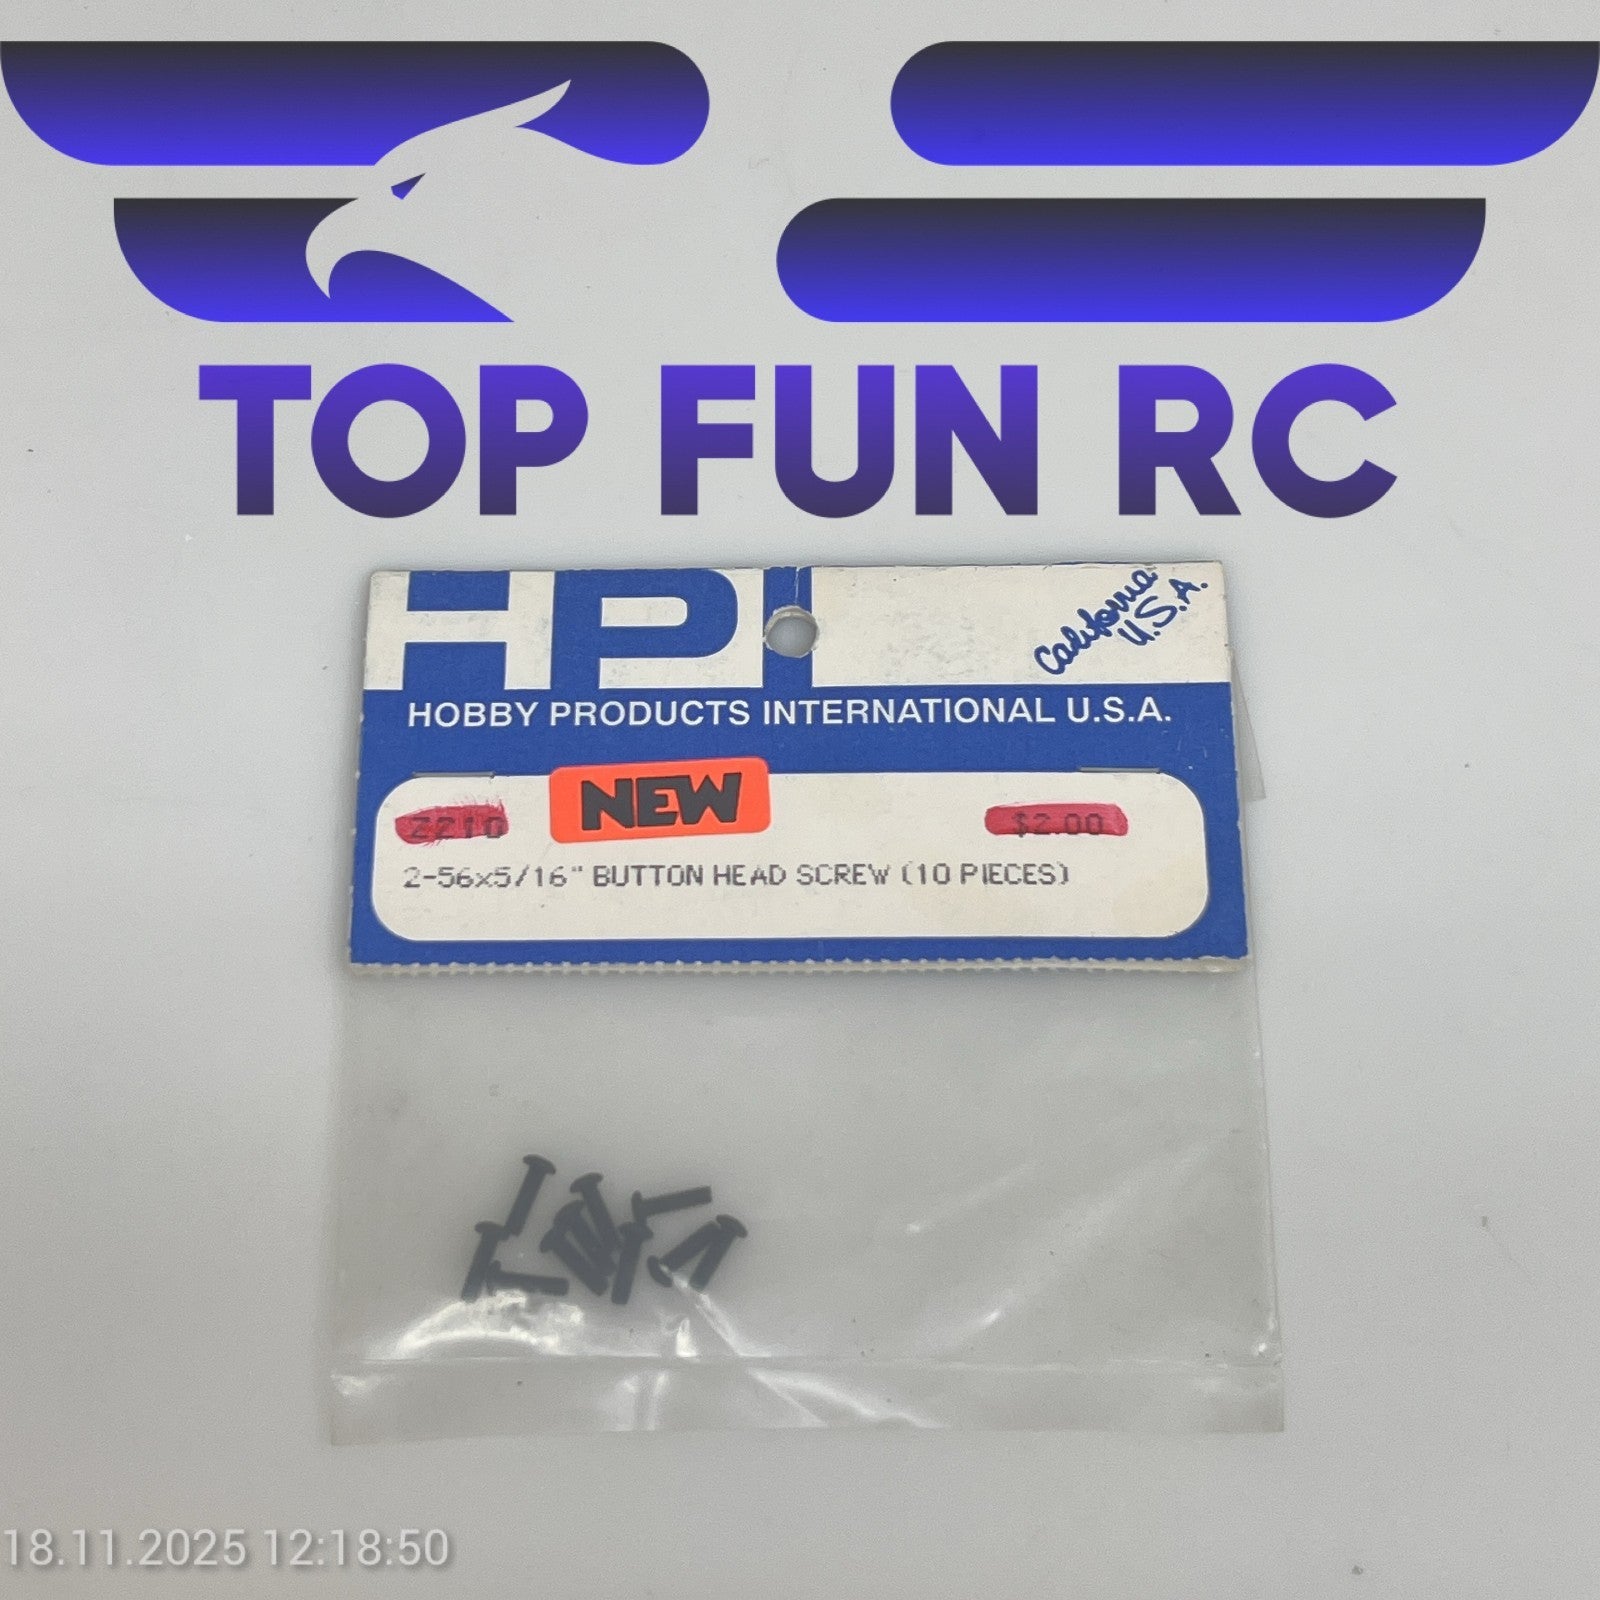 TOP FUN RC
HPI
California
U.S.A.
HOBBY PRODUCTS INTERNATIONAL U.S.A.
NEW
Z210
$2.00
2-56x5/16" BUTTON HEAD SCREW (10 PIECES)
18.11.2025 12:18:50